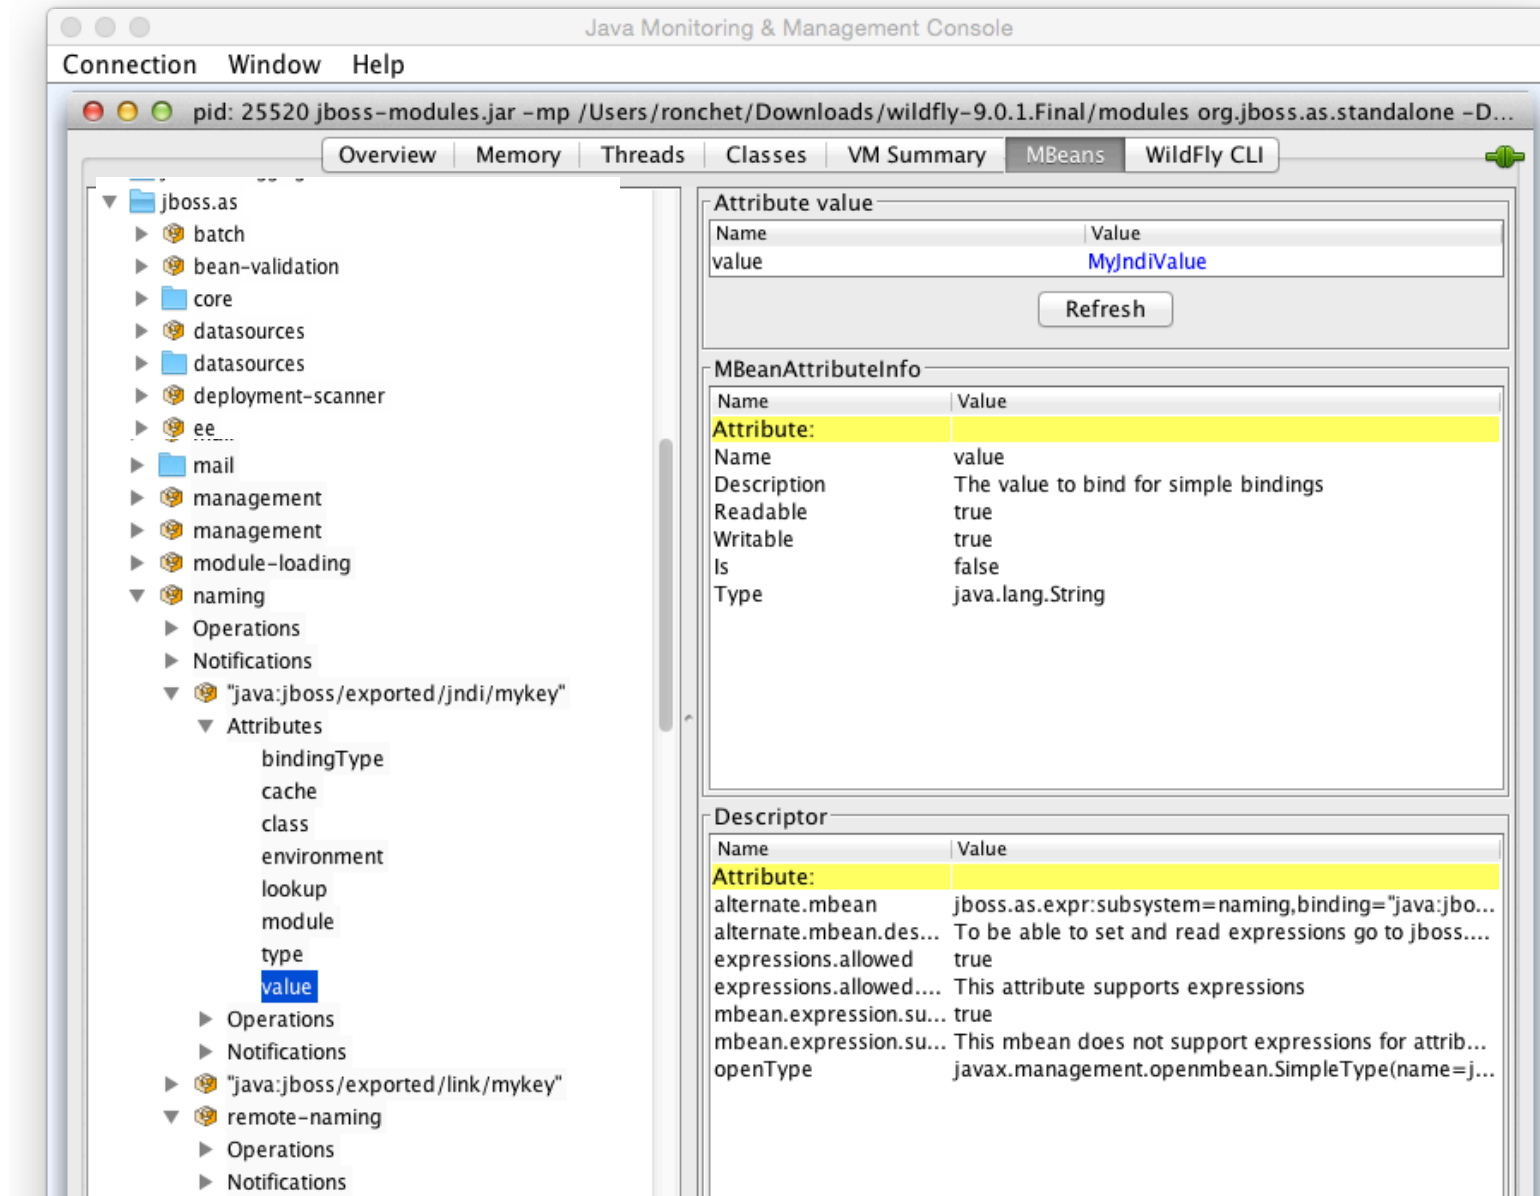 Java Monitoring & Management Console
Connection Window Help
pid: 25520 jboss-modules.jar -mp /Users/ronchet/Downloads/wildfly-9.0.1.Final/modules org.jboss.as.standalone -D...
Overview Memory Threads Classes VM Summary MBeans WildFly CLI
jboss.as
batch
bean-validation
core
datasources
datasources
deployment-scanner
ee
mail
management
management
module-loading
naming
Operations
Notifications
"java:jboss/exported/jndi/mykey"
Attributes
bindingType
cache
class
environment
lookup
module
type
value
Operations
Notifications
"java:jboss/exported/link/mykey"
remote-naming
Operations
Notifications
Attribute value
Name Value
value MyJndiValue
Refresh
MBeanAttributeInfo
Name Value
Attribute:
Name value
Description The value to bind for simple bindings
Readable true
Writable true
Is false
Type java.lang.String
Descriptor
Name Value
Attribute:
alternate.mbean jboss.as.expr:subsystem=naming,binding="java:jbo...
alternate.mbean.des... To be able to set and read expressions go to jboss....
expressions.allowed true
expressions.allowed.... This attribute supports expressions
mbean.expression.su... true
mbean.expression.su... This mbean does not support expressions for attrib...
openType javax.management.openmbean.SimpleType(name=j...